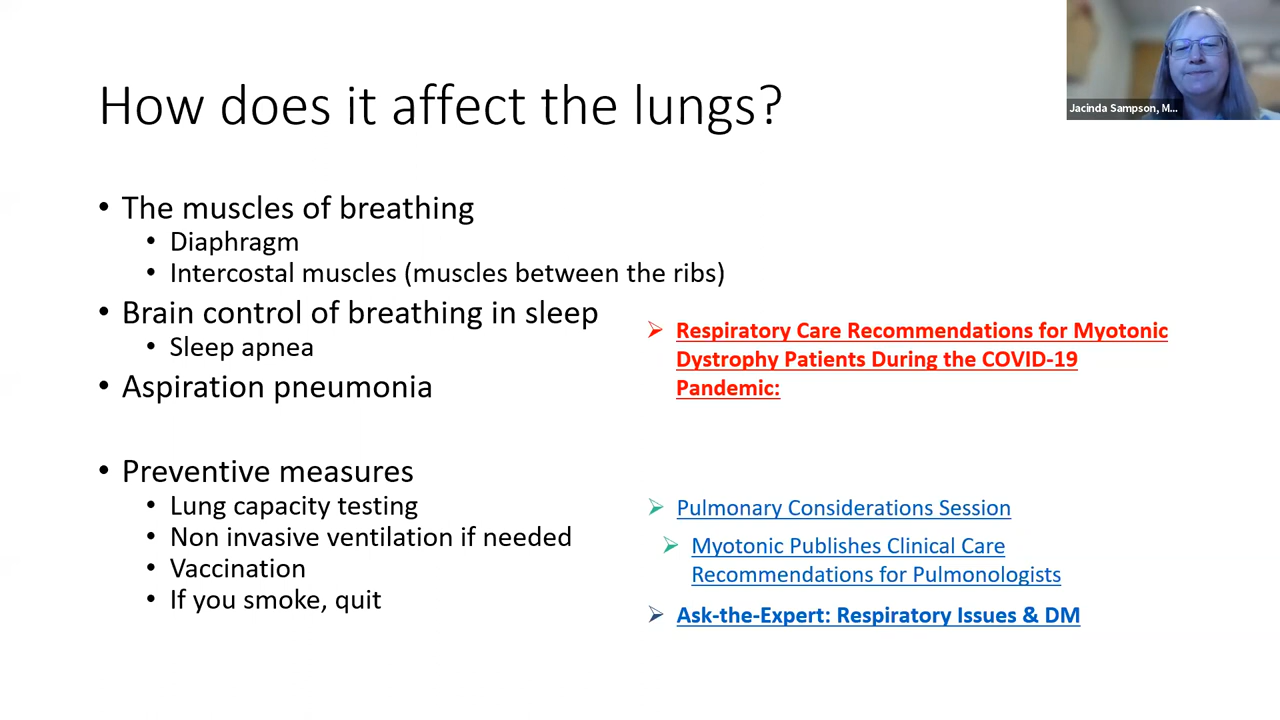 How does it affect the lungs?
Jacinda Sampson, M...
• The muscles of breathing
• Diaphragm
• Intercostal muscles (muscles between the ribs)
• Brain control of breathing in sleep
• Sleep apnea
• Aspiration pneumonia
• Preventive measures
• Lung capacity testing
• Non invasive ventilation if needed
• Vaccination
• If you smoke, quit
Respiratory Care Recommendations for Myotonic
Dystrophy Patients During the COVID-19
Pandemic:
Pulmonary Considerations Session
Myotonic Publishes Clinical Care
Recommendations for Pulmonologists
Ask-the-Expert: Respiratory Issues & DM